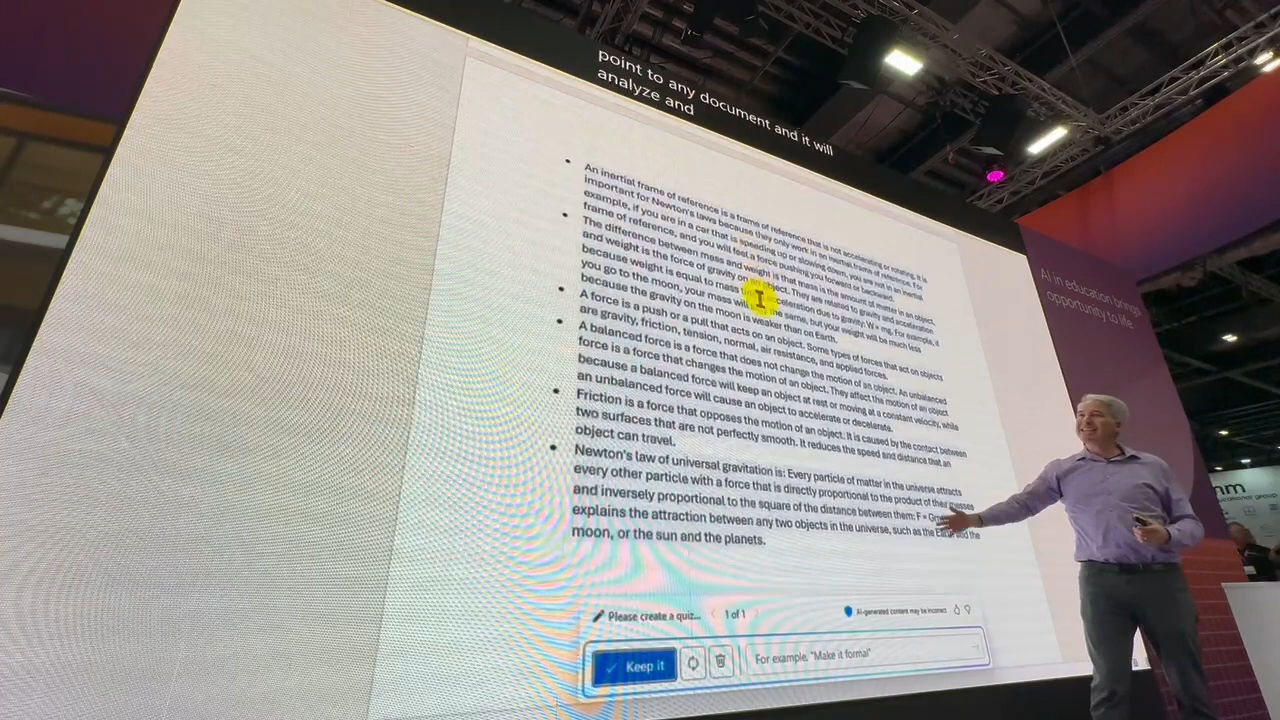 point to any document and it will
analyze and
An inertial frame of reference is a frame of reference that is not accelerating or rotating. It is
important for Newton's laws because they only work in an inertial frame of reference. For
example, if you are in a car that is speeding up or slowing down, you are not in an inertial
frame of reference, and you will feel a force pushing you forward or backward.
The difference between mass and weight is that mass is the amount of matter in an object,
and weight is the force of gravity on an object. They are related to gravity and acceleration
because weight is equal to mass acceleration due to gravity: W = mg. For example, if
you go to the moon, your mass will the same, but your weight will be much less
because the gravity on the moon is weaker than on Earth.
A force is a push or a pull that acts on an object. Some types of forces that act on objects
are gravity, friction, tension, normal, air resistance, and applied forces.
A balanced force is a force that does not change the motion of an object. An unbalanced
force is a force that changes the motion of an object. They affect the motion of an object
because a balanced force will keep an object at rest or moving at a constant velocity, while
an unbalanced force will cause an object to accelerate or decelerate.
Friction is a force that opposes the motion of an object. It is caused by the contact between
two surfaces that are not perfectly smooth. It reduces the speed and distance that an
object can travel.
Newton's law of universal gravitation is: Every particle of matter in the universe attracts
every other particle with a force that is directly proportional to the product of their masses
and inversely proportional to the square of the distance between them: F =
explains the attraction between any two objects in the universe, such as the Earth and the
moon, or the sun and the planets.
Please create a quiz... 1 of 1
AI-generated content may be incorrect
Keep it
For example, "Make it formal"
AI in education brings
opportunity to life